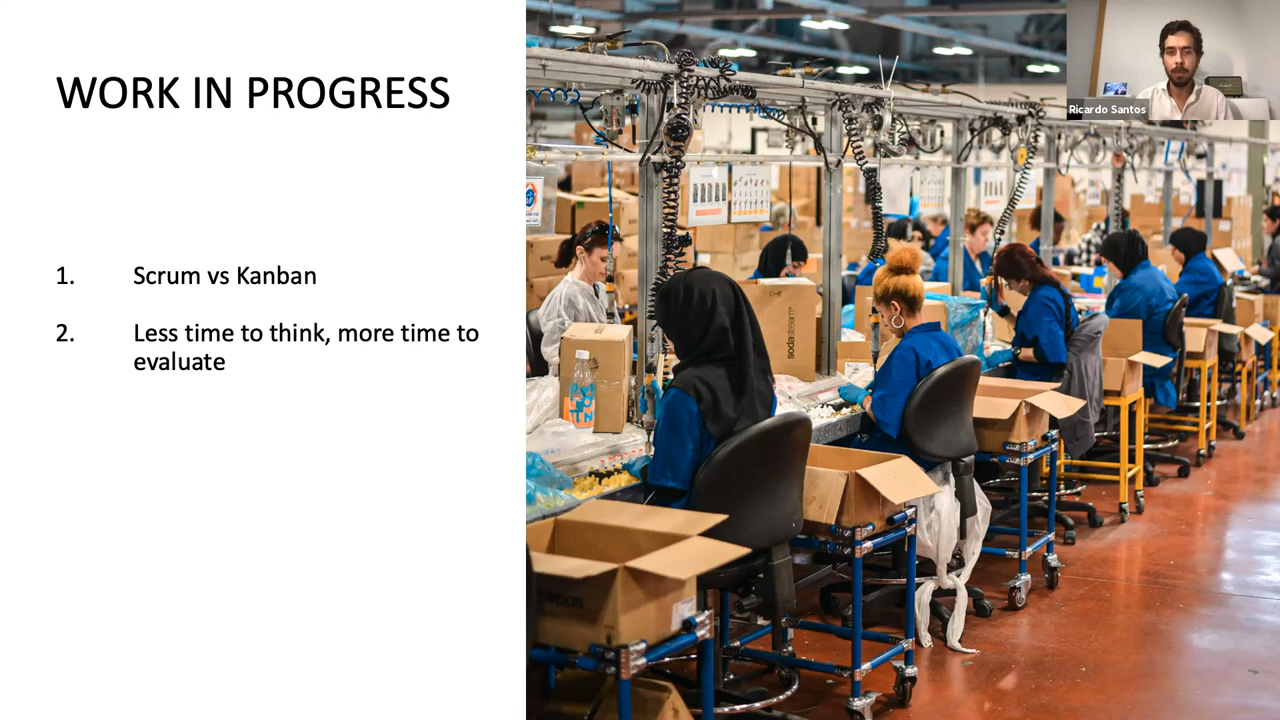 WORK IN PROGRESS
Ricardo Santos
1. Scrum vs Kanban
2. Less time to think, more time to
evaluate
sodastream